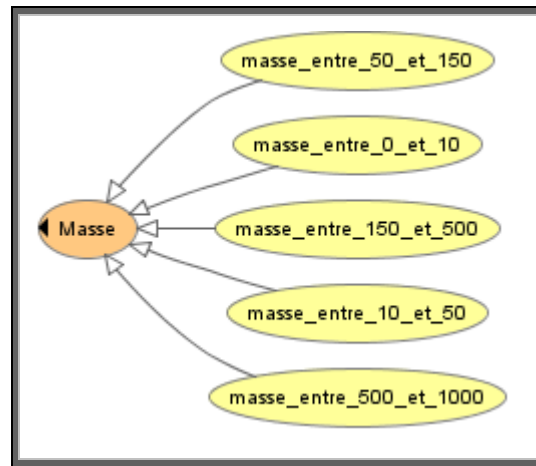 masse_entre_50_et_150
masse_entre_0_et_10
Masse
masse_entre_150_et_500
masse_entre_10_et_50
masse_entre_500_et_1000